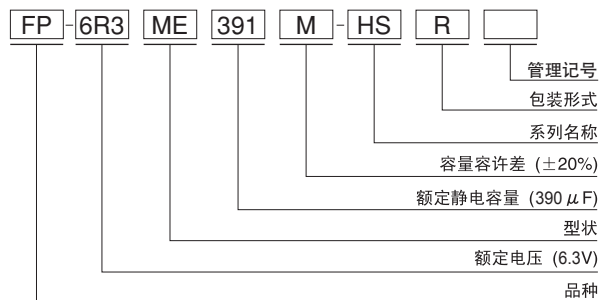 FP-6R3 ME 391 M-HS R
管理记号
包装形式
系列名称
容量容许差 (±20%)
额定静电容量 (390 μF)
型状
额定电压 (6.3V)
品种